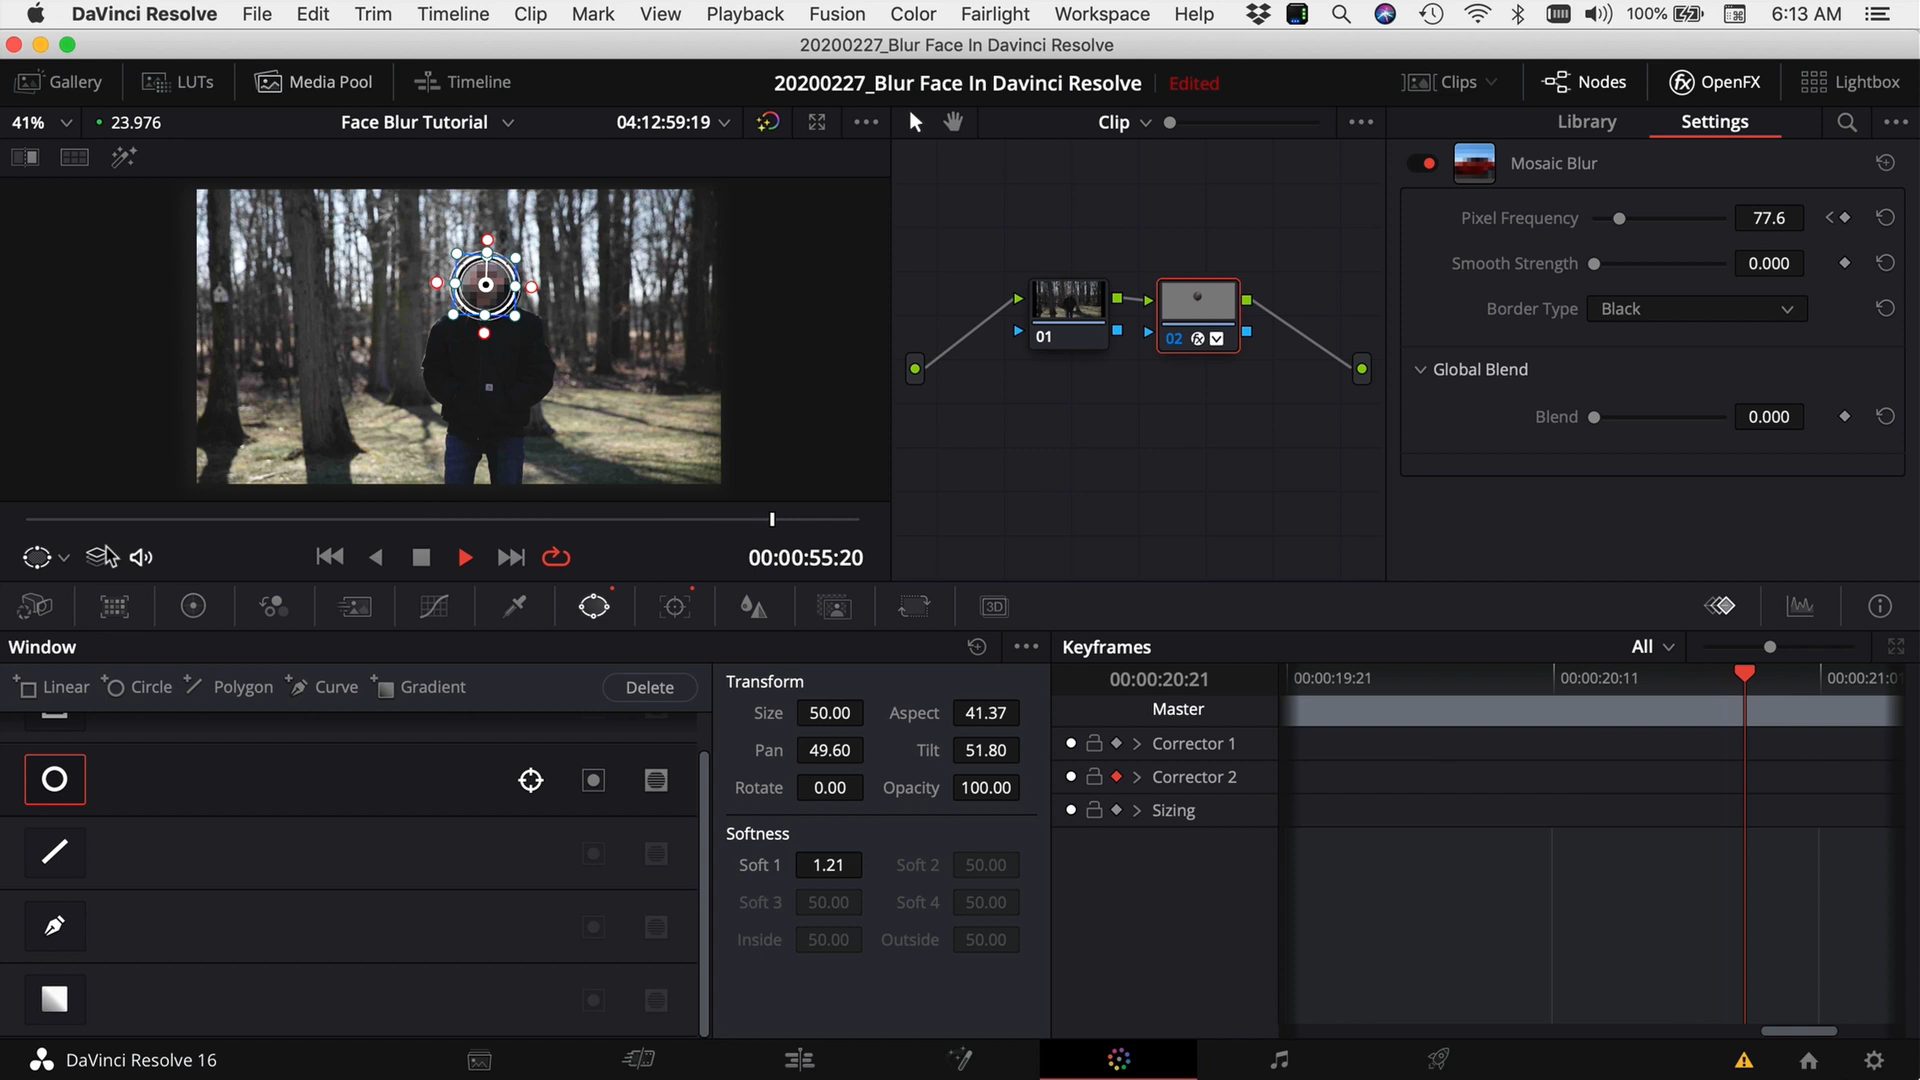 DaVinci Resolve File Edit Trim Timeline Clip Mark View Playback Fusion Color Fairlight Workspace Help 100% 6:13 AM
20200227_Blur Face In Davinci Resolve
Gallery LUTs Media Pool Timeline 20200227_Blur Face In Davinci Resolve Edited Clips Nodes OpenFX Lightbox
41% 23.976 Face Blur Tutorial 04:12:59:19 Clip Library Settings
Mosaic Blur
Pixel Frequency 77.6
Smooth Strength 0.000
Border Type Black
Global Blend
Blend 0.000
01
02
00:00:55:20
3D
Window
Linear Circle Polygon Curve Gradient Delete
Transform
Size 50.00 Aspect 41.37
Pan 49.60 Tilt 51.80
Rotate 0.00 Opacity 100.00
Softness
Soft 1 1.21 Soft 2 50.00
Soft 3 50.00 Soft 4 50.00
Inside 50.00 Outside 50.00
Keyframes All
00:00:20:21 00:00:19:21 00:00:20:11
Master
Corrector 1
Corrector 2
Sizing
DaVinci Resolve 16